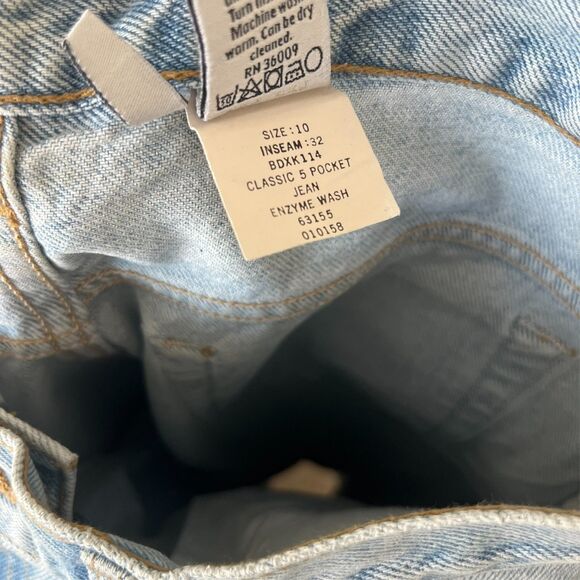 Turn
Machine wash
warm. Can be dry
cleaned.
RN 36009
SIZE:10
INSEAM:32
BDXK114
CLASSIC 5 POCKET
JEAN
ENZYME WASH
63155
010158